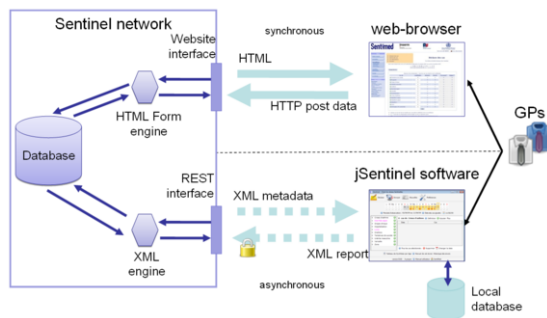 Sentinel network
Website
interface
synchronous
web-browser
HTML
HTTP post data
HTML Form
engine
GPs
Database
REST
interface
jSentinel software
XML metadata
XML report
XML
engine
asynchronous
Local
database
Sentimed